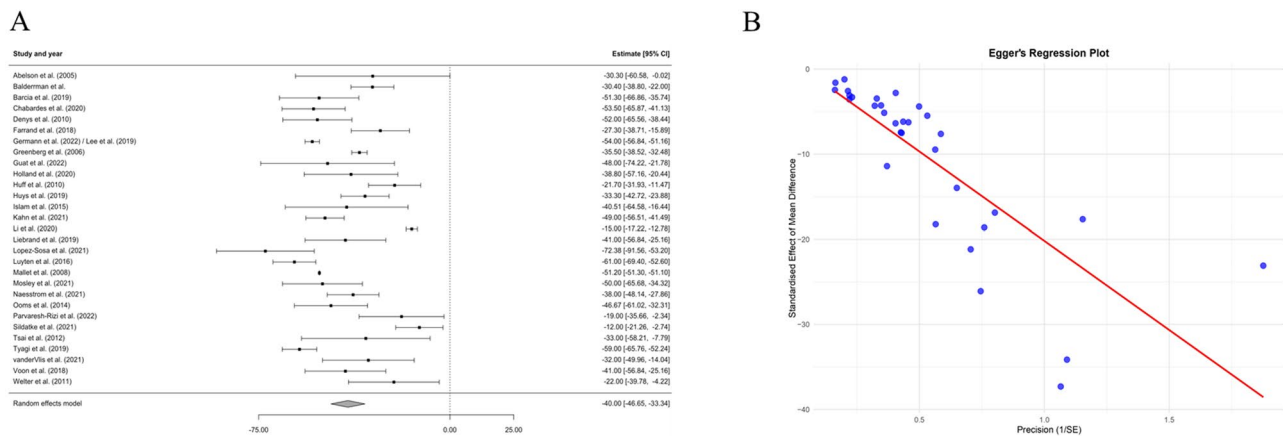 A
Study and year Estimate [95% CI]
Abelson et al. (2005) -30.30 [-60.58, -0.02]
Balderrman et al. -30.40 [-38.80, -22.00]
Barcia et al. (2019) -51.30 [-66.86, -35.74]
Chabardes et al. (2020) -53.50 [-65.87, -41.13]
Denys et al. (2010) -52.00 [-65.56, -38.44]
Farrand et al. (2018) -27.30 [-38.71, -15.89]
Germann et al. (2022) / Lee et al. (2019) -54.00 [-56.84, -51.16]
Greenberg et al. (2006) -35.50 [-38.52, -32.48]
Guat et al. (2022) -48.00 [-74.22, -21.78]
Holland et al. (2020) -38.80 [-57.16, -20.44]
Huff et al. (2010) -21.70 [-31.93, -11.47]
Huys et al. (2019) -33.30 [-42.72, -23.88]
Islam et al. (2015) -40.51 [-64.58, -16.44]
Kahn et al. (2021) -49.00 [-56.51, -41.49]
Li et al. (2020) -15.00 [-17.22, -12.78]
Liebrand et al. (2019) -41.00 [-56.84, -25.16]
Lopez-Sosa et al. (2021) -72.38 [-91.56, -53.20]
Luyten et al. (2016) -61.00 [-69.40, -52.60]
Mallet et al. (2008) -51.20 [-51.30, -51.10]
Mosley et al. (2021) -50.00 [-65.68, -34.32]
Naesstrom et al. (2021) -38.00 [-48.14, -27.86]
Ooms et al. (2014) -46.67 [-61.02, -32.31]
Parvaresh-Rizi et al. (2022) -19.00 [-35.66, -2.34]
Sildatke et al. (2021) -12.00 [-21.26, -2.74]
Tsai et al. (2012) -33.00 [-58.21, -7.79]
Tyagi et al. (2019) -59.00 [-65.76, -52.24]
vanderVlis et al. (2021) -32.00 [-49.96, -14.04]
Voon et al. (2018) -41.00 [-56.84, -25.16]
Welter et al. (2011) -22.00 [-39.78, -4.22]
Random effects model -40.00 [-46.65, -33.34]
-75.00 0.00 25.00
B
Egger's Regression Plot
Standardised Effect of Mean Difference
0
−10
−20
−30
−40
0.5 1.0 1.5
Precision (1/SE)